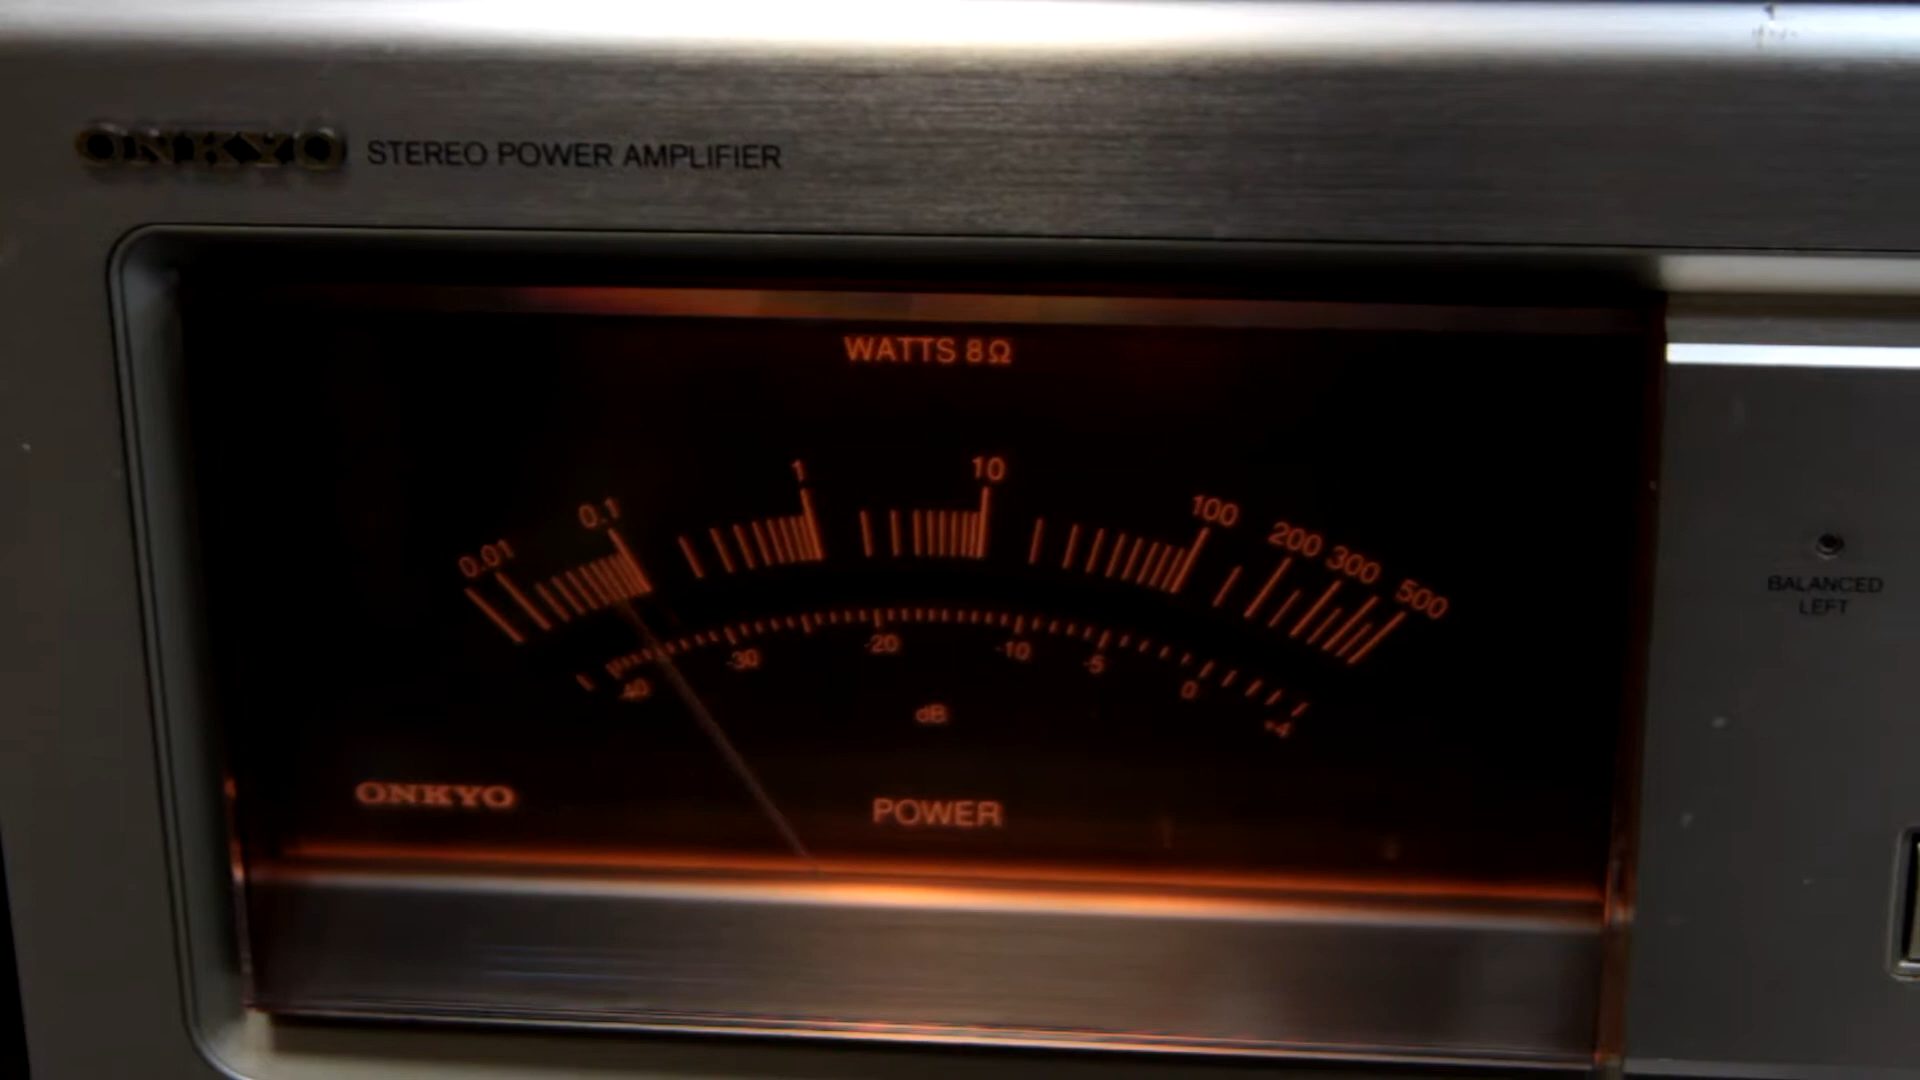 ONKYO STEREO POWER AMPLIFIER
WATTS 8Ω
0.01 0.1 1 10 100 200 300 500
-40 -30 -20 -10 -5 0 +4
dB
ONKYO
POWER
BALANCED
LEFT